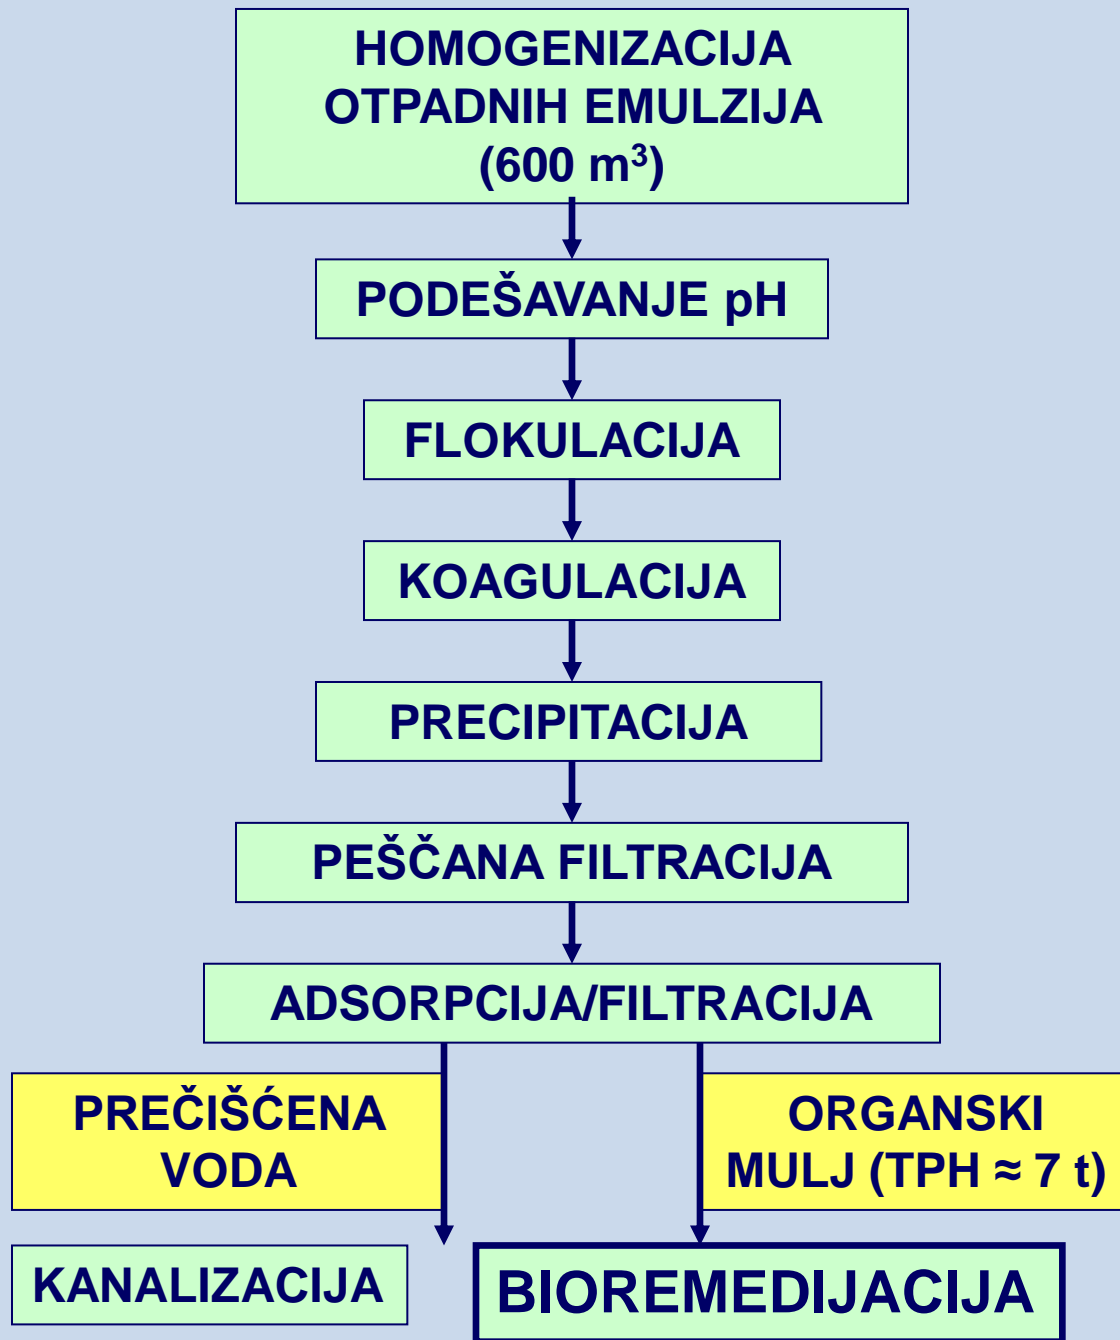 HOMOGENIZACIJA
OTPADNIH EMULZIJA
(600 m³)
PODEŠAVANJE pH
FLOKULACIJA
KOAGULACIJA
PRECIPITACIJA
PEŠČANA FILTRACIJA
ADSORPCIJA/FILTRACIJA
PREČIŠĆENA
VODA
ORGANSKI
MULJ (TPH ≈ 7 t)
KANALIZACIJA
BIOREMEDIJACIJA